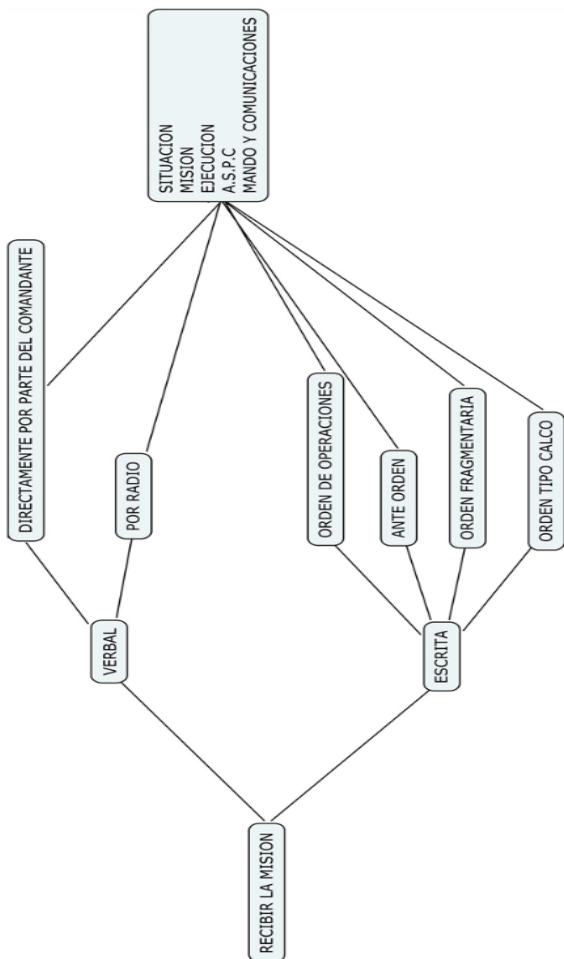 RECIBIR LA MISION
VERBAL
ESCRITA
DIRECTAMENTE POR PARTE DEL COMANDANTE
POR RADIO
ORDEN DE OPERACIONES
ANTE ORDEN
ORDEN FRAGMENTARIA
ORDEN TIPO CALCO
SITUACION
MISION
EJECUCION
A.S.P.C
MANDO Y COMUNICACIONES